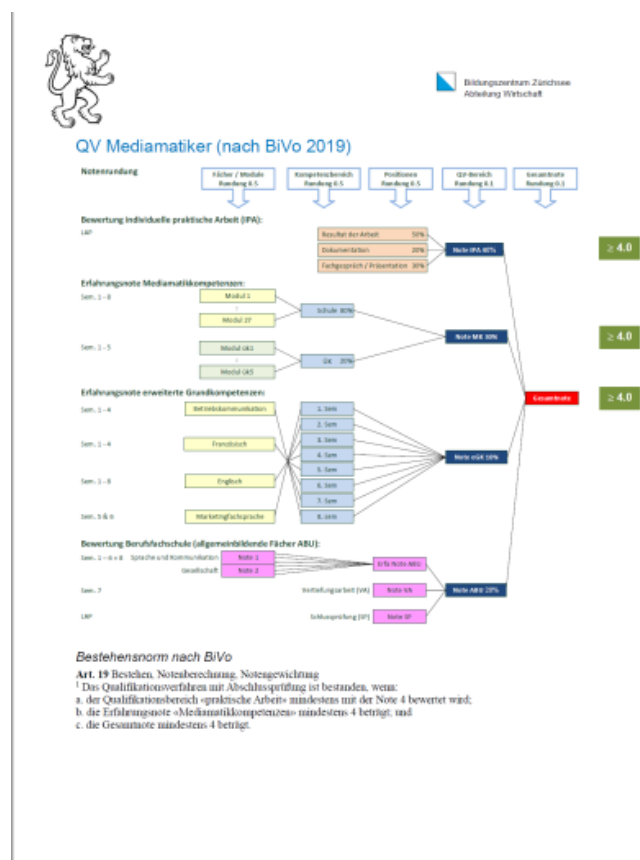 Bildungszentrum Zürichsee
Abteilung Wirtschaft
QV Mediamatiker (nach BiVo 2019)
Notenrundung
Fächer / Module
Rundung 0.5
Kompetenzbereich
Rundung 0.5
Positionen
Rundung 0.5
QV-Bereich
Rundung 0.1
Gesamtnote
Rundung 0.1
Bewertung individuelle praktische Arbeit (IPA):
Resultat der Arbeit 50%
Dokumentation 20%
Fachgespräch / Präsentation 30%
Note IPA 40%
≥ 4.0
Erfahrungsnote Mediamatikkompetenzen:
Sem. 1 - 8
Modul 1
:
Modul 27
Schule 80%
Note MK 30%
≥ 4.0
Sem. 1 - 5
Modul ük1
:
Modul ük5
ÜK 20%
Erfahrungsnote erweiterte Grundkompetenzen:
Gesamtnote
≥ 4.0
Sem. 1 - 4
Betriebskommunikation
1. Sem
2. Sem
Sem. 1 - 4
Französisch
3. Sem
4. Sem
5. Sem
Note eGK 10%
Sem. 1 - 8
Englisch
6. Sem
7. Sem
Sem. 5 & 6
Marketingfachsprache
8. Sem
Bewertung Berufsfachschule (allgemeinbildende Fächer ABU):
Sem. 1 – 6 + 8 Sprache und Kommunikation
Note 1
Erfa Note ABU
Gesellschaft
Note 2
Sem. 7
Vertiefungsarbeit (VA)
Note VA
Note ABU 20%
Schlussprüfung (SP)
Note SP
Bestehensnorm nach BiVo
Art. 19 Bestehen, Notenberechnung, Notengewichtung
1 Das Qualifikationsverfahren mit Abschlussprüfung ist bestanden, wenn:
a. der Qualifikationsbereich «praktische Arbeit» mindestens mit der Note 4 bewertet wird;
b. die Erfahrungsnote «Mediamatikkompetenzen» mindestens 4 beträgt; und
c. die Gesamtnote mindestens 4 beträgt.